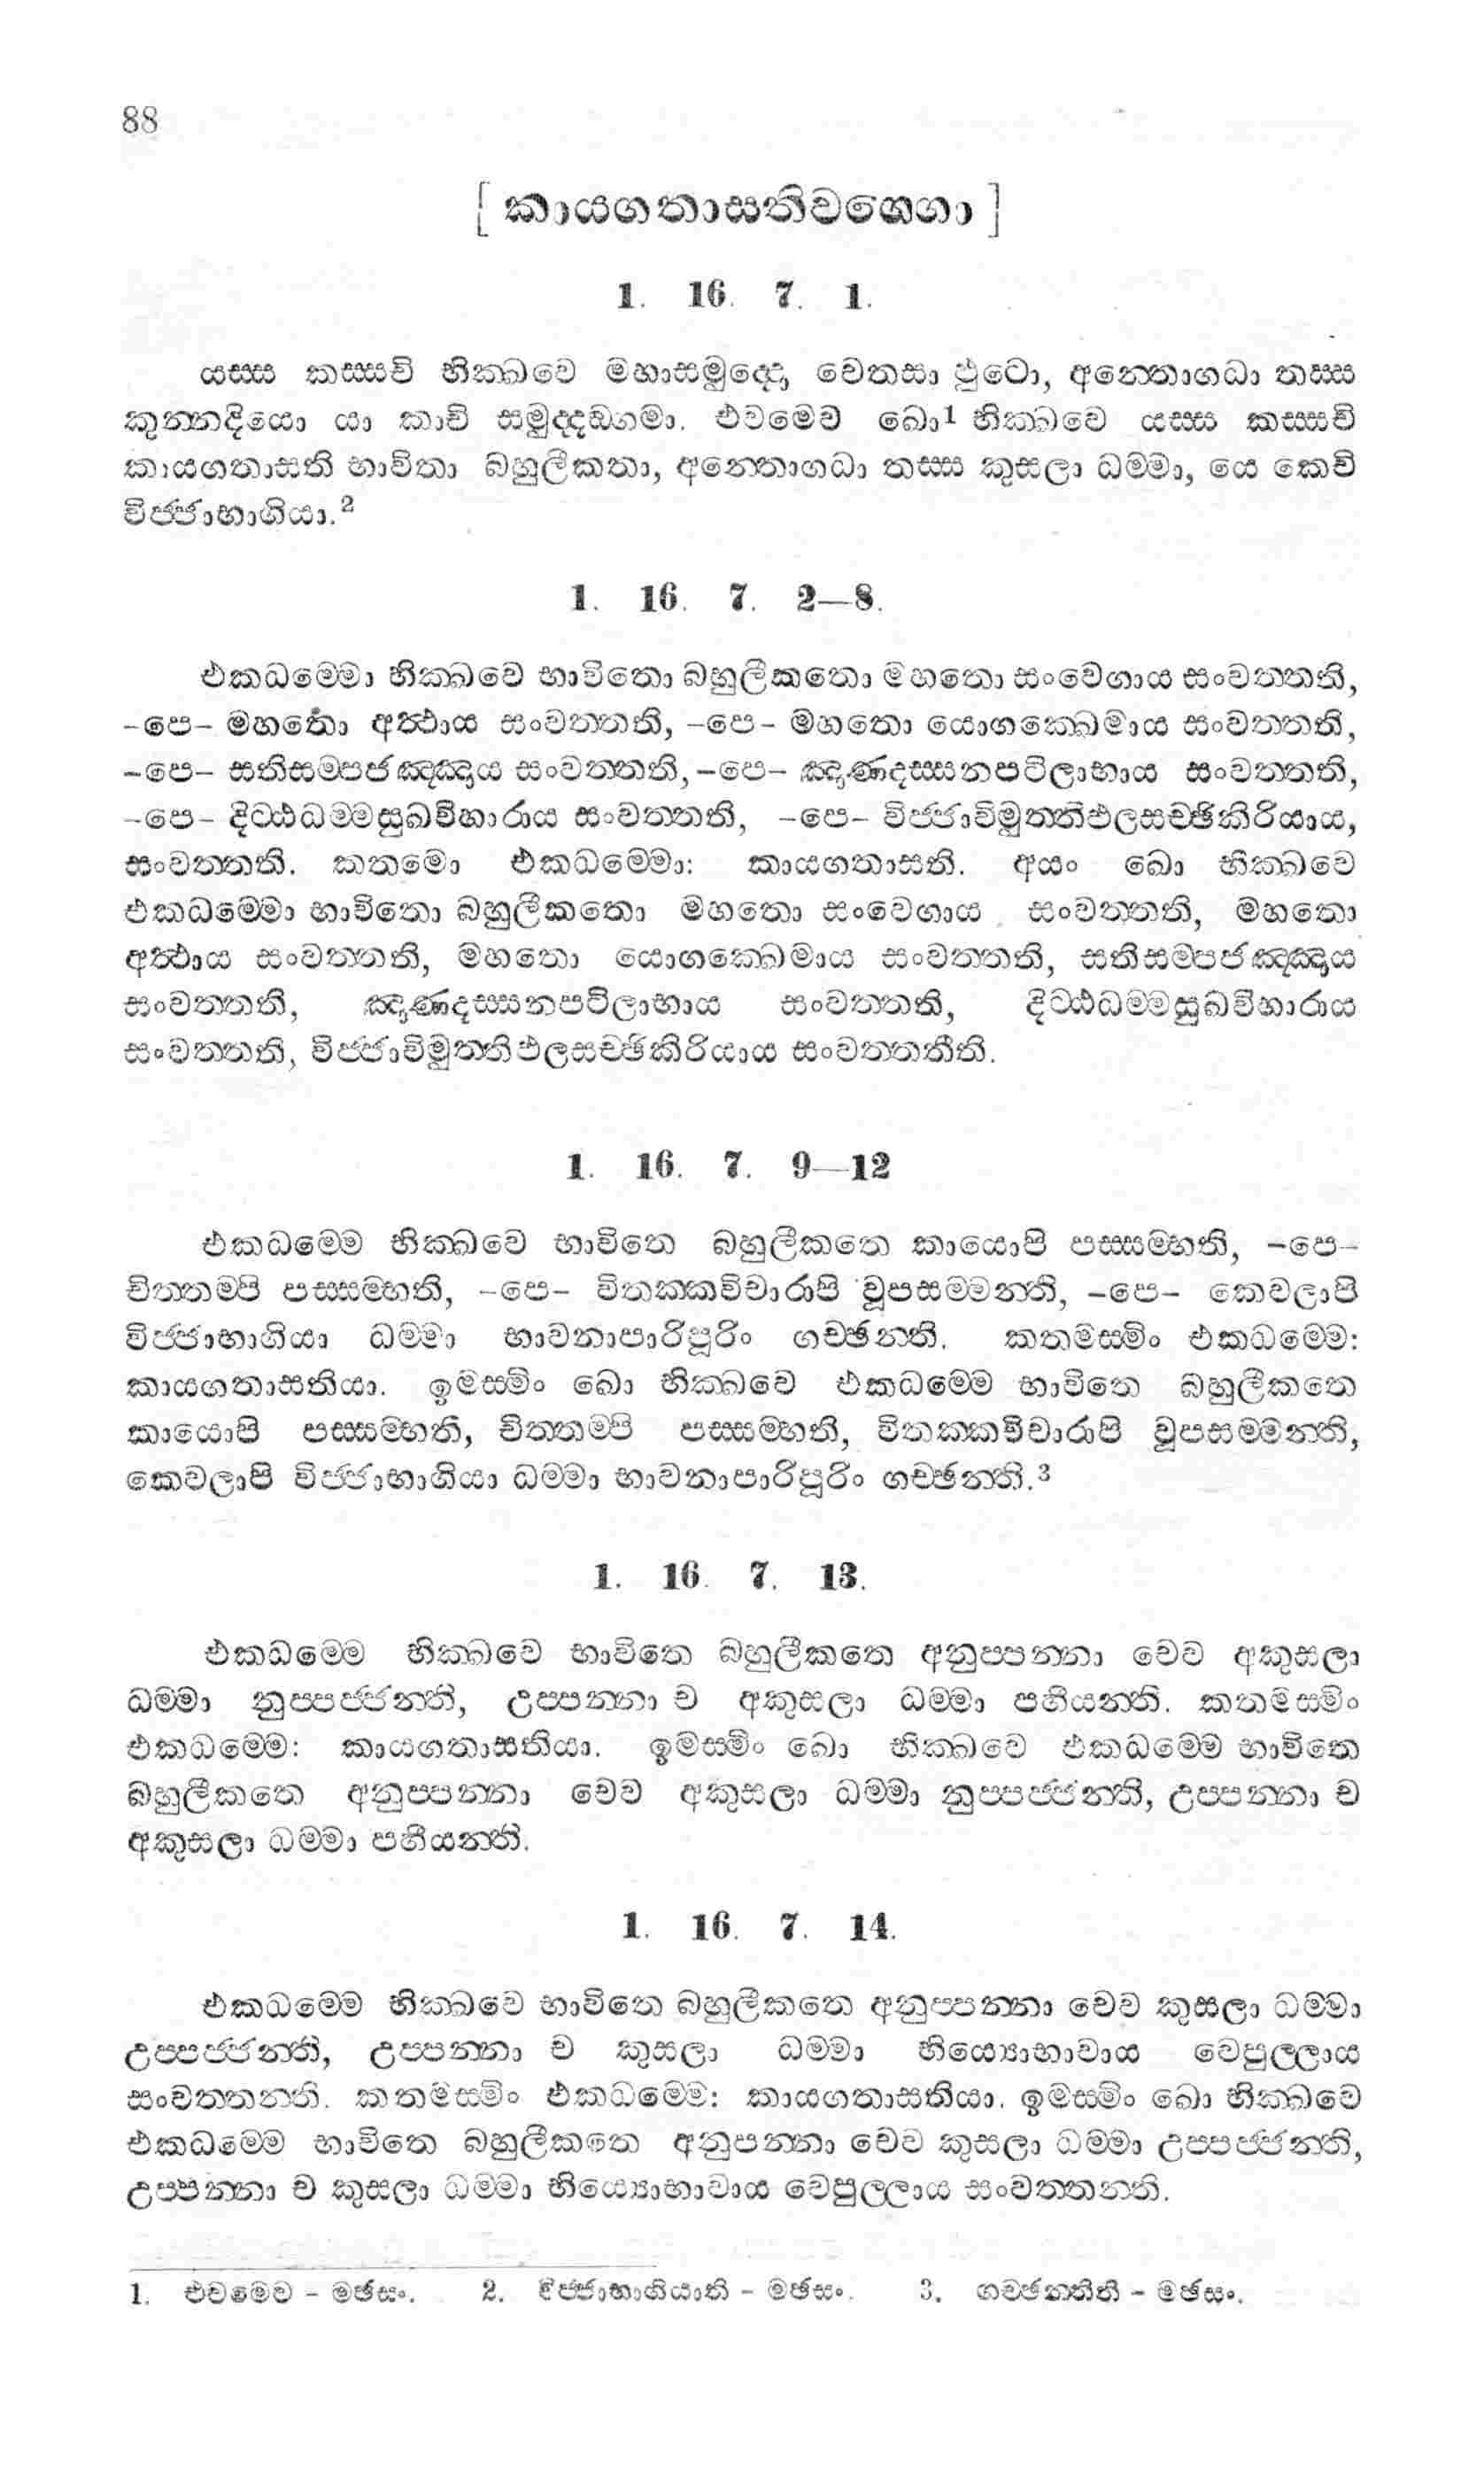 88
[ කායගතාසතිවග‍්ගො ]
1. 16. 7. 1.
යස‍්ස කස‍්සචි භික‍්ඛවෙ මහාසමුද‍්දො චෙතසා ඵුටො, අන‍්තොගධා තස‍්ස
කුන‍්නදියො යා කාචි සමුද‍්දඞ‍්ගමා. එවමෙව ඛො1 භික‍්ඛවෙ යස‍්ස කස‍්සචි
කායගතාසති භාවිතා බහුලීකතා, අන‍්තොගධා තස‍්ස කුසලා ධම‍්මා, යෙ කෙචි
විජ‍්ජාභාගියා.2
1. 16. 7. 2—8.
එකධම‍්මො භික‍්ඛවෙ භාවිතො බහුලීකතො මහතො සංවෙගාය සංවත‍්තති,
-පෙ- මහතො අත්‍ථාය සංවත‍්තති, -පෙ- මහතො යොගක‍්ඛෙමාය සංවත‍්තති,
-පෙ- සතිසම‍්පජඤ‍්ඤාය සංවත‍්තති, -පෙ- ඤාණදස‍්සනපටිලාභාය සංවත‍්තති,
-පෙ- දිට‍්ඨධම‍්මසුඛවිහාරාය සංවත‍්තති, -පෙ- විජ‍්ජාවිමුත‍්තිඵලසච‍්ඡිකිරියාය,
සංවත‍්තති. කතමො එකධම‍්මො: කායගතාසති. අයං ඛො භික‍්ඛවෙ
එකධම‍්මො භාවිතො බහුලීකතො මහතො සංවෙගාය සංවත‍්තති, මහතො
අත්‍ථාය සංවත‍්තති, මහතො යොගක‍්ඛෙමාය සංවත‍්තති, සතිසම‍්පජඤ‍්ඤාය
සංවත‍්තති, ඤාණදස‍්සනපටිලාභාය සංවත‍්තති, දිට‍්ඨධම‍්මසුඛවිහාරාය
සංවත‍්තති, විජ‍්ජාවිමුත‍්තිඵලසච‍්ඡිකිරියාය සංවත‍්තතීති.
1. 16. 7. 9—12
එකධම‍්මෙ භික‍්ඛවෙ භාවිතෙ බහුලීකතෙ කායොපි පස‍්සම‍්භති, -පෙ-
චිත‍්තම‍්පි පස‍්සම‍්භති, -පෙ- විතක‍්කවිචාරාපි වූපසම‍්මන‍්ති, -පෙ- කෙවලාපි
විජ‍්ජාභාගියා ධම‍්මා භාවනාපාරිපූරිං ගච‍්ඡන‍්ති. කතමස‍්මිං එකධම‍්මෙ:
කායගතාසතියා. ඉමස‍්මිං ඛො භික‍්ඛවෙ එකධම‍්මෙ භාවිතෙ බහුලීකතෙ
කායොපි පස‍්සම‍්භති, චිත‍්තම‍්පි පස‍්සම‍්භති, විතක‍්කවිචාරාපි වූපසම‍්මන‍්ති,
කෙවලාපි විජ‍්ජාභාගියා ධම‍්මා භාවනාපාරිපූරිං ගච‍්ඡන‍්ති.3
1. 16. 7. 13.
එකධම‍්මෙ භික‍්ඛවෙ භාවිතෙ බහුලීකතෙ අනුප‍්පන‍්නා චෙව අකුසලා
ධම‍්මා නුප‍්පජ‍්ජන‍්ති, උප‍්පන‍්නා ච අකුසලා ධම‍්මා පහීයන‍්ති. කතමස‍්මිං
එකධම‍්මෙ: කායගතාසතියා. ඉමස‍්මිං ඛො භික‍්ඛවෙ එකධම‍්මෙ භාවිතෙ
බහුලීකතෙ අනුප‍්පන‍්නා චෙව අකුසලා ධම‍්මා නුප‍්පජ‍්ජන‍්ති, උප‍්පන‍්නා ච
අකුසලා ධම‍්මා පහීයන‍්ති.
1. 16. 7. 14.
එකධම‍්මෙ භික‍්ඛවෙ භාවිතෙ බහුලීකතෙ අනුප‍්පන‍්නා චෙව කුසලා ධම‍්මා
උප‍්පජ‍්ජන‍්ති, උප‍්පන‍්නා ච කුසලා ධම‍්මා භිය්‍යොභාවාය වෙපුල‍්ලාය
සංවත‍්තන‍්ති. කතමස‍්මිං එකධම‍්මෙ: කායගතාසතියා. ඉමස‍්මිං ඛො භික‍්ඛවෙ
එකධම‍්මෙ භාවිතෙ බහුලීකතෙ අනුපන‍්නා චෙව කුසලා ධම‍්මා උප‍්පජ‍්ජන‍්ති,
උප‍්පන‍්නා ච කුසලා ධම‍්මා භිය්‍යොභාවාය වෙපුල‍්ලාය සංවත‍්තන‍්ති.
1. එවමෙව - මඡසං. 2. විජ‍්ජාභාගියාති - මඡසං. 3. ගච‍්ඡන‍්තීති - මඡසං.